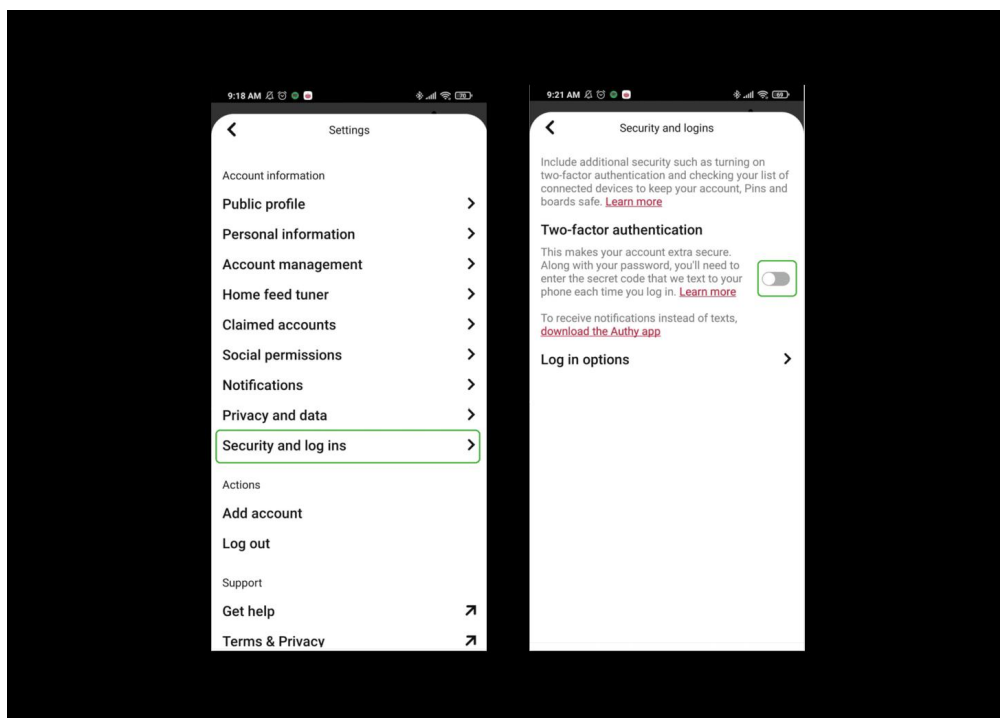 9:18 AM
70
Settings
Account information
Public profile
Personal information
Account management
Home feed tuner
Claimed accounts
Social permissions
Notifications
Privacy and data
Security and log ins
Actions
Add account
Log out
Support
Get help
Terms & Privacy
9:21 AM
69
Security and logins
Include additional security such as turning on
two-factor authentication and checking your list of
connected devices to keep your account, Pins and
boards safe. Learn more
Two-factor authentication
This makes your account extra secure.
Along with your password, you'll need to
enter the secret code that we text to your
phone each time you log in. Learn more
To receive notifications instead of texts,
download the Authy app
Log in options